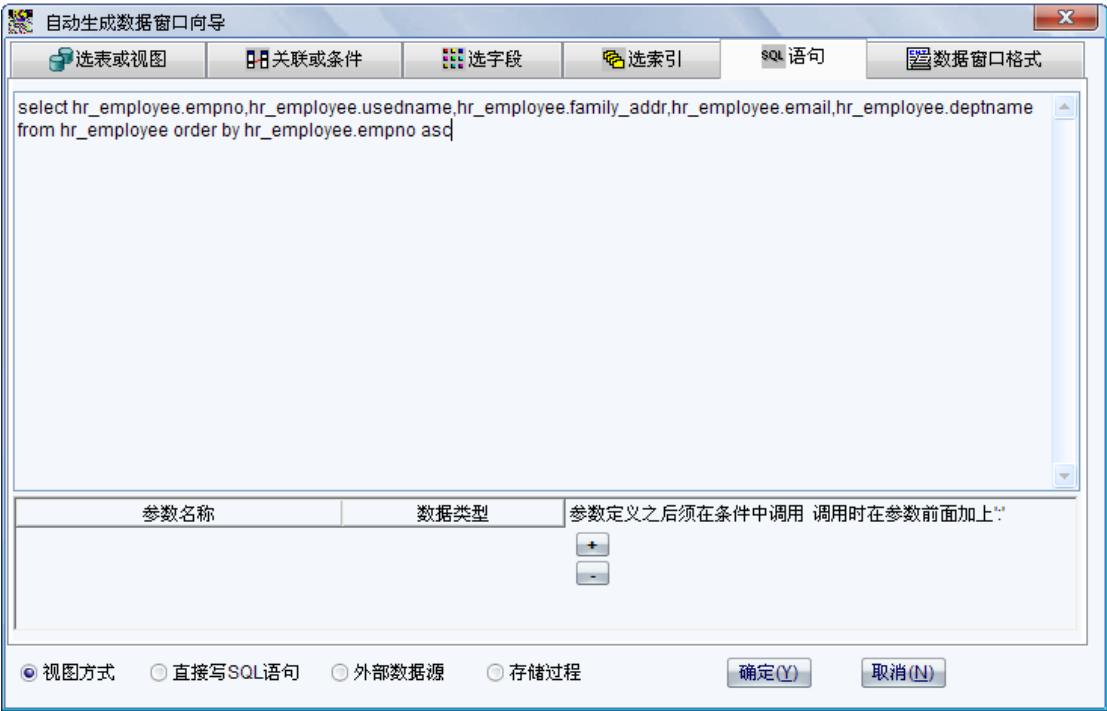 自动生成数据窗口向导
选表或视图 关联或条件 选字段 选索引 SQL 语句 数据窗口格式
select hr_employee.empno,hr_employee.usedname,hr_employee.family_addr,hr_employee.email,hr_employee.deptname
from hr_employee order by hr_employee.empno asc
参数名称 数据类型 参数定义之后须在条件中调用 调用时在参数前面加上":"
+
-
视图方式 直接写SQL语句 外部数据源 存储过程 确定(Y) 取消(N)